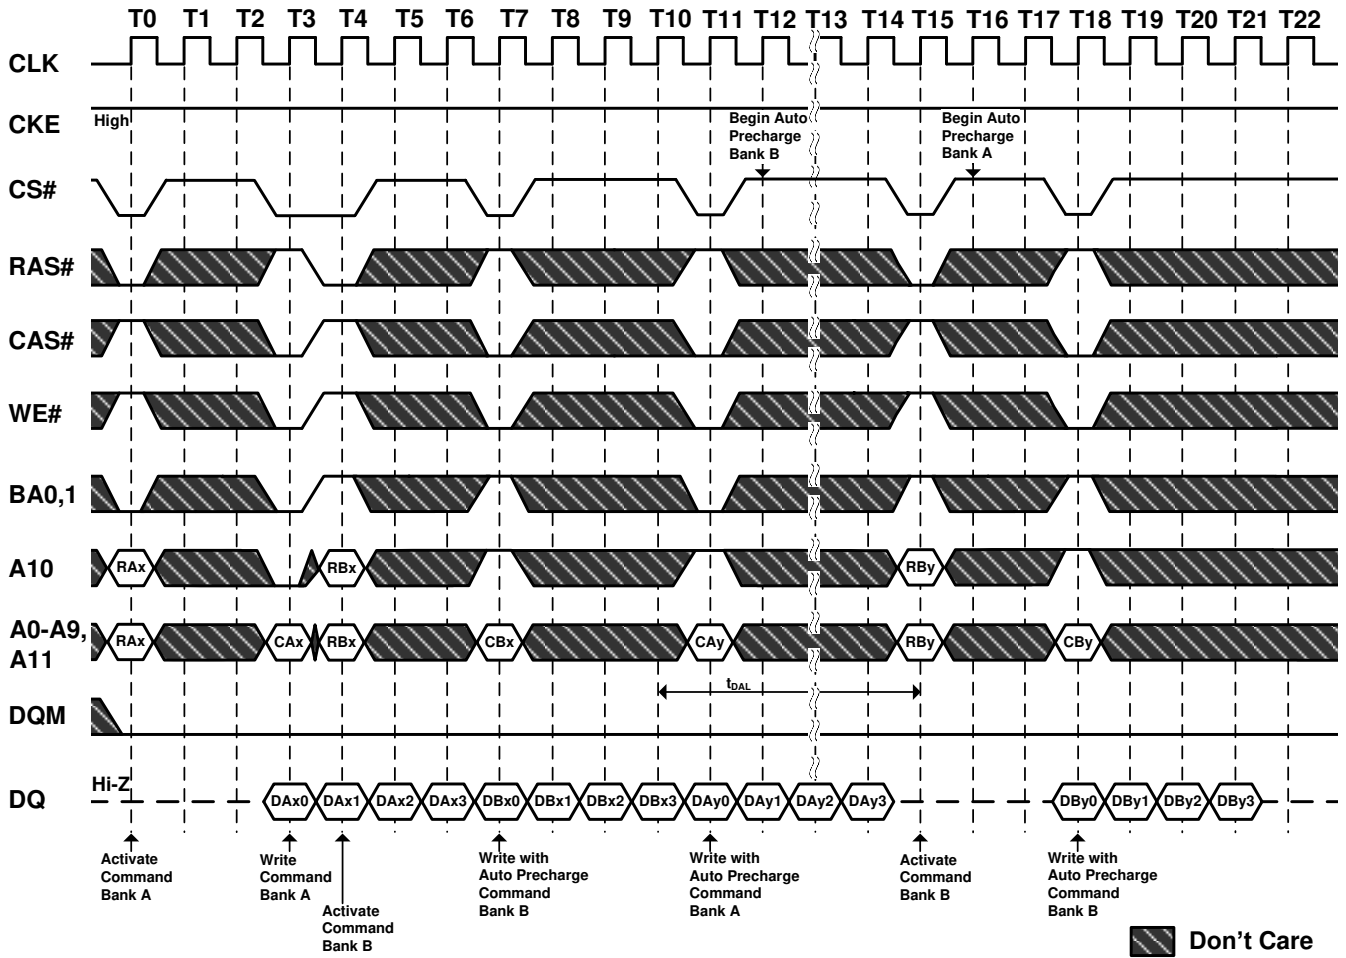 T0 T1 T2 T3 T4 T5 T6 T7 T8 T9 T10 T11 T12 T13 T14 T15 T16 T17 T18 T19 T20 T21 T22
CLK
CKE
High
Begin Auto
Precharge
Bank B
Begin Auto
Precharge
Bank A
CS#
RAS#
CAS#
WE#
BA0,1
A10
RAx RBx RBy
A0-A9,
A11
RAx CAx RBx CBx CAy RBy CBy
tDAL
DQM
DQ
Hi-Z
DAx0 DAx1 DAx2 DAx3 DBx0 DBx1 DBx2 DBx3 DAy0 DAy1 DAy2 DAy3 DBy0 DBy1 DBy2 DBy3
Activate
Command
Bank A
Write
Command
Bank A
Activate
Command
Bank B
Write with
Auto Precharge
Command
Bank B
Write with
Auto Precharge
Command
Bank A
Activate
Command
Bank B
Write with
Auto Precharge
Command
Bank B
Don't Care